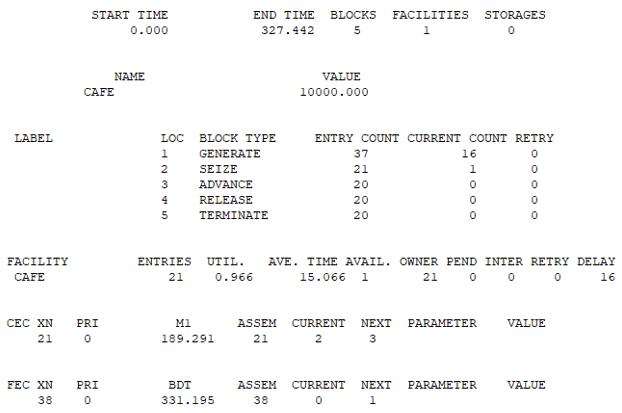 START TIME END TIME BLOCKS FACILITIES STORAGES
0.000 327.442 5 1 0
NAME VALUE
CAFE 10000.000
LABEL LOC BLOCK TYPE ENTRY COUNT CURRENT COUNT RETRY
1 GENERATE 37 16 0
2 SEIZE 21 1 0
3 ADVANCE 20 0 0
4 RELEASE 20 0 0
5 TERMINATE 20 0 0
FACILITY ENTRIES UTIL. AVE. TIME AVAIL. OWNER PEND INTER RETRY DELAY
CAFE 21 0.966 15.066 1 21 0 0 0 16
CEC XN PRI M1 ASSEM CURRENT NEXT PARAMETER VALUE
21 0 189.291 21 2 3
FEC XN PRI BDT ASSEM CURRENT NEXT PARAMETER VALUE
38 0 331.195 38 0 1